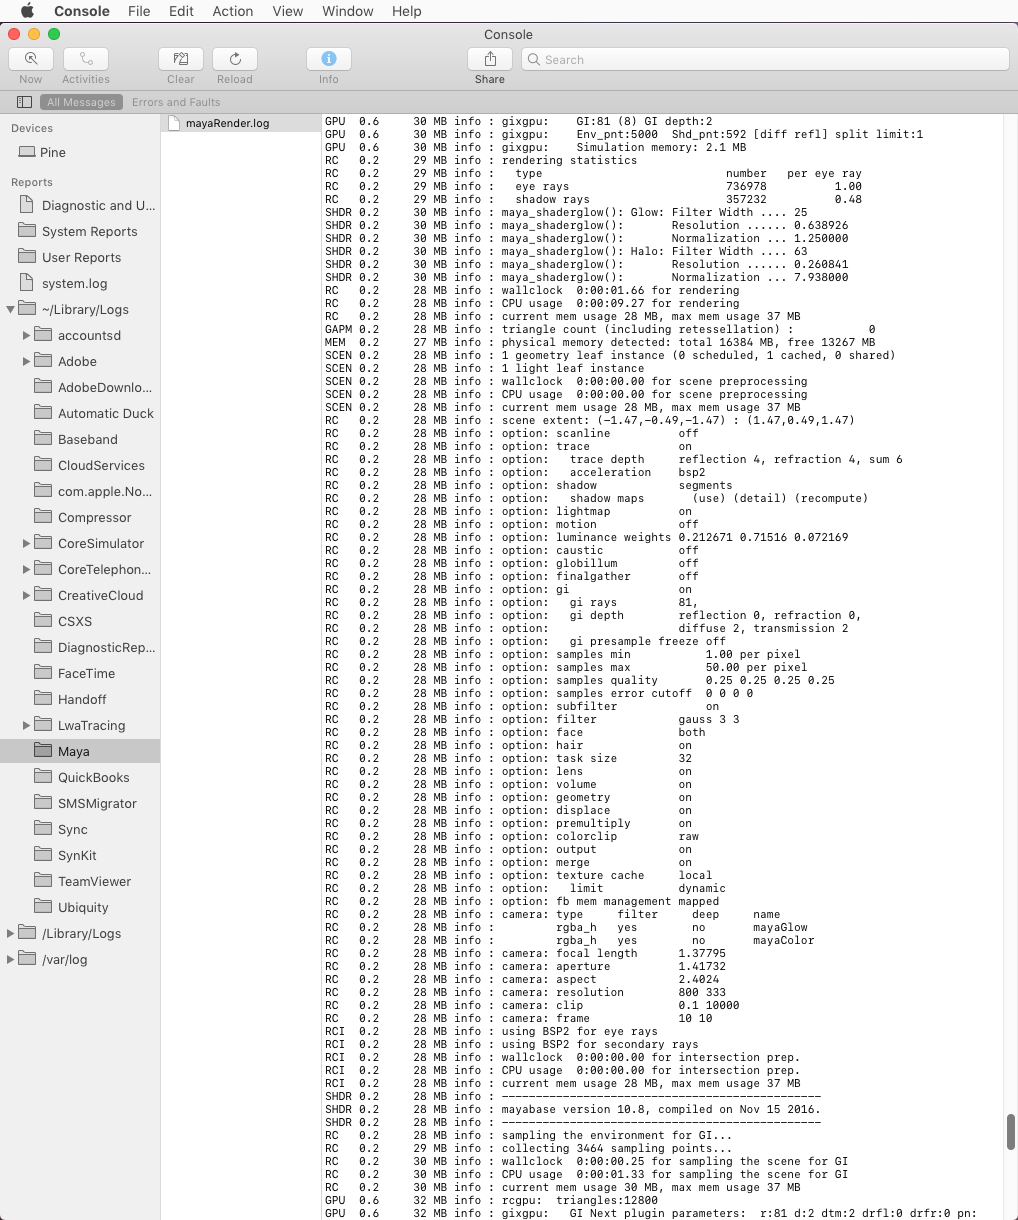 Console File Edit Action View Window Help
Console
Search
Now Activities Clear Reload Info Share
All Messages Errors and Faults
Devices
Pine
Reports
Diagnostic and U...
System Reports
User Reports
system.log
~/Library/Logs
accountsd
Adobe
AdobeDownlo...
Automatic Duck
Baseband
CloudServices
com.apple.No...
Compressor
CoreSimulator
CoreTelephon...
CreativeCloud
CSXS
DiagnosticRep...
FaceTime
Handoff
LwaTracing
Maya
QuickBooks
SMSMigrator
Sync
SynKit
TeamViewer
Ubiquity
/Library/Logs
/var/log
mayaRender.log
GPU 0.6 30 MB info : gixgpu: GI:81 (8) GI depth:2
GPU 0.6 30 MB info : gixgpu: Env_pnt:5000 Shd_pnt:592 [diff refl] split limit:1
GPU 0.6 30 MB info : gixgpu: Simulation memory: 2.1 MB
RC 0.2 29 MB info : rendering statistics
RC 0.2 29 MB info : type number per eye ray
RC 0.2 29 MB info : eye rays 736978 1.00
RC 0.2 29 MB info : shadow rays 357232 0.48
SHDR 0.2 30 MB info : maya_shaderglow(): Glow: Filter Width .... 25
SHDR 0.2 30 MB info : maya_shaderglow(): Resolution ...... 0.638926
SHDR 0.2 30 MB info : maya_shaderglow(): Normalization ... 1.250000
SHDR 0.2 30 MB info : maya_shaderglow(): Halo: Filter Width .... 63
SHDR 0.2 30 MB info : maya_shaderglow(): Resolution ...... 0.260841
SHDR 0.2 30 MB info : maya_shaderglow(): Normalization ... 7.938000
RC 0.2 28 MB info : wallclock 0:00:01.66 for rendering
RC 0.2 28 MB info : CPU usage 0:00:09.27 for rendering
RC 0.2 28 MB info : current mem usage 28 MB, max mem usage 37 MB
GAPM 0.2 28 MB info : triangle count (including retessellation) : 0
MEM 0.2 27 MB info : physical memory detected: total 16384 MB, free 13267 MB
SCEN 0.2 28 MB info : 1 geometry leaf instance (0 scheduled, 1 cached, 0 shared)
SCEN 0.2 28 MB info : 1 light leaf instance
SCEN 0.2 28 MB info : wallclock 0:00:00.00 for scene preprocessing
SCEN 0.2 28 MB info : CPU usage 0:00:00.00 for scene preprocessing
SCEN 0.2 28 MB info : current mem usage 28 MB, max mem usage 37 MB
RC 0.2 28 MB info : scene extent: (-1.47,-0.49,-1.47) : (1.47,0.49,1.47)
RC 0.2 28 MB info : option: scanline off
RC 0.2 28 MB info : option: trace on
RC 0.2 28 MB info : option: trace depth reflection 4, refraction 4, sum 6
RC 0.2 28 MB info : option: acceleration bsp2
RC 0.2 28 MB info : option: shadow segments
RC 0.2 28 MB info : option: shadow maps (use) (detail) (recompute)
RC 0.2 28 MB info : option: lightmap on
RC 0.2 28 MB info : option: motion off
RC 0.2 28 MB info : option: luminance weights 0.212671 0.71516 0.072169
RC 0.2 28 MB info : option: caustic off
RC 0.2 28 MB info : option: globillum off
RC 0.2 28 MB info : option: finalgather off
RC 0.2 28 MB info : option: gi on
RC 0.2 28 MB info : option: gi rays 81,
RC 0.2 28 MB info : option: gi depth reflection 0, refraction 0,
RC 0.2 28 MB info : option: diffuse 2, transmission 2
RC 0.2 28 MB info : option: gi presample freeze off
RC 0.2 28 MB info : option: samples min 1.00 per pixel
RC 0.2 28 MB info : option: samples max 50.00 per pixel
RC 0.2 28 MB info : option: samples quality 0.25 0.25 0.25 0.25
RC 0.2 28 MB info : option: samples error cutoff 0 0 0 0
RC 0.2 28 MB info : option: subfilter on
RC 0.2 28 MB info : option: filter gauss 3 3
RC 0.2 28 MB info : option: face both
RC 0.2 28 MB info : option: hair on
RC 0.2 28 MB info : option: task size 32
RC 0.2 28 MB info : option: lens on
RC 0.2 28 MB info : option: volume on
RC 0.2 28 MB info : option: geometry on
RC 0.2 28 MB info : option: displace on
RC 0.2 28 MB info : option: premultiply on
RC 0.2 28 MB info : option: colorclip raw
RC 0.2 28 MB info : option: output on
RC 0.2 28 MB info : option: merge on
RC 0.2 28 MB info : option: texture cache local
RC 0.2 28 MB info : option: limit dynamic
RC 0.2 28 MB info : option: fb mem management mapped
RC 0.2 28 MB info : camera: type filter deep name
RC 0.2 28 MB info : rgba_h yes no mayaGlow
RC 0.2 28 MB info : rgba_h yes no mayaColor
RC 0.2 28 MB info : camera: focal length 1.37795
RC 0.2 28 MB info : camera: aperture 1.41732
RC 0.2 28 MB info : camera: aspect 2.4024
RC 0.2 28 MB info : camera: resolution 800 333
RC 0.2 28 MB info : camera: clip 0.1 10000
RC 0.2 28 MB info : camera: frame 10 10
RCI 0.2 28 MB info : using BSP2 for eye rays
RCI 0.2 28 MB info : using BSP2 for secondary rays
RCI 0.2 28 MB info : wallclock 0:00:00.00 for intersection prep.
RCI 0.2 28 MB info : CPU usage 0:00:00.00 for intersection prep.
RCI 0.2 28 MB info : current mem usage 28 MB, max mem usage 37 MB
SHDR 0.2 28 MB info : -----------------------------------------------
SHDR 0.2 28 MB info : mayabase version 10.8, compiled on Nov 15 2016.
SHDR 0.2 28 MB info : -----------------------------------------------
RC 0.2 28 MB info : sampling the environment for GI...
RC 0.2 29 MB info : collecting 3464 sampling points...
RC 0.2 30 MB info : wallclock 0:00:00.25 for sampling the scene for GI
RC 0.2 30 MB info : CPU usage 0:00:01.33 for sampling the scene for GI
RC 0.2 30 MB info : current mem usage 30 MB, max mem usage 37 MB
GPU 0.6 32 MB info : rcgpu: triangles:12800
GPU 0.6 32 MB info : gixgpu: GI Next plugin parameters: r:81 d:2 dtm:2 drfl:0 drfr:0 pn: